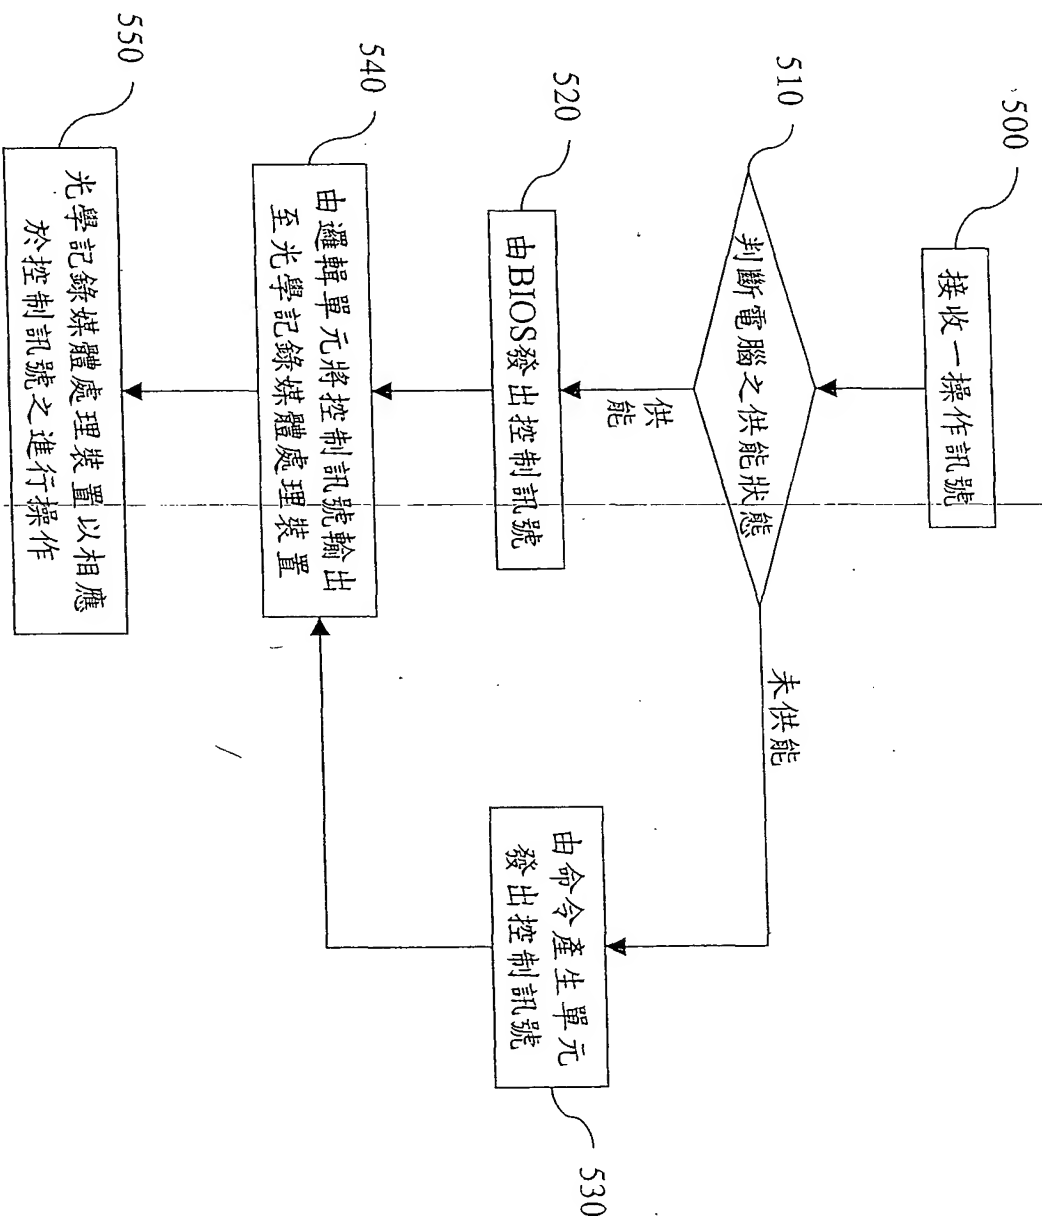 500
接收一操作訊號
510
判斷電腦之供能狀態
供能
未供能
520
由BIOS發出控制訊號
由命令產生單元
發出控制訊號
530
540
由邏輯單元將控制訊號輸出
至光學記錄媒體處理裝置
550
光學記錄媒體處理裝置以相應
於控制訊號之進行操作